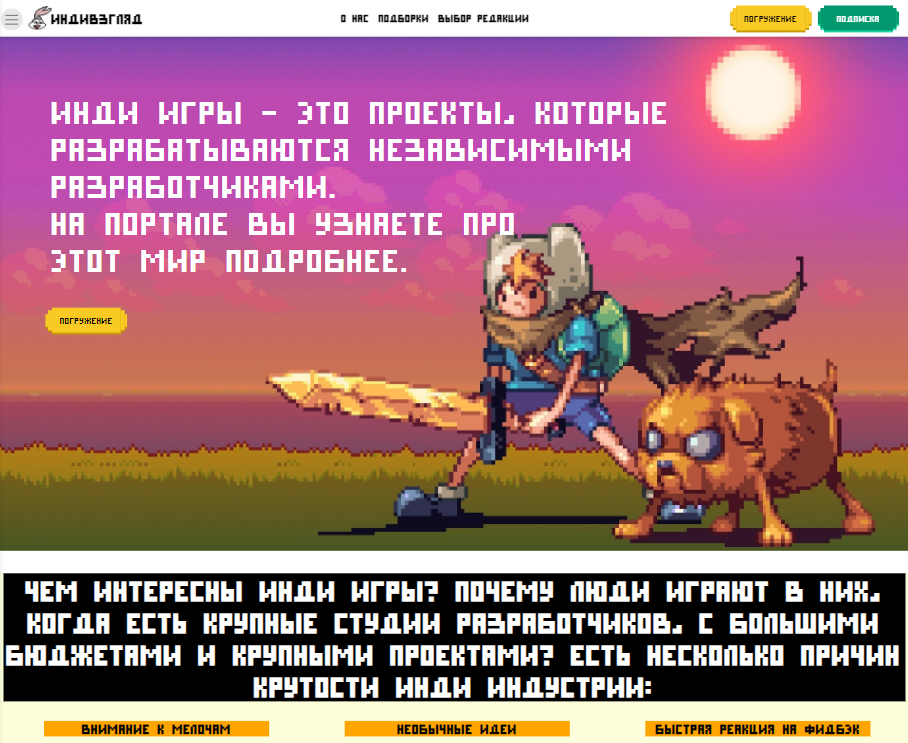 ИНДИВЗГЛЯД
О НАС ПОДБОРКИ ВЫБОР РЕДАКЦИИ
ПОГРУЖЕНИЕ
ПОДПИСКА
ИНДИ ИГРЫ - ЭТО ПРОЕКТЫ, КОТОРЫЕ
РАЗРАБАТЫВАЮТСЯ НЕЗАВИСИМЫМИ
РАЗРАБОТЧИКАМИ.
НА ПОРТАЛЕ ВЫ УЗНАЕТЕ ПРО
ЭТОТ МИР ПОДРОБНЕЕ.
ПОГРУЖЕНИЕ
ЧЕМ ИНТЕРЕСНЫ ИНДИ ИГРЫ? ПОЧЕМУ ЛЮДИ ИГРАЮТ В НИХ,
КОГДА ЕСТЬ КРУПНЫЕ СТУДИИ РАЗРАБОТЧИКОВ, С БОЛЬШИМИ
БЮДЖЕТАМИ И КРУПНЫМИ ПРОЕКТАМИ? ЕСТЬ НЕСКОЛЬКО ПРИЧИН
КРУТОСТИ ИНДИ ИНДУСТРИИ:
ВНИМАНИЕ К МЕЛОЧАМ
НЕОБЫЧНЫЕ ИДЕИ
БЫСТРАЯ РЕАКЦИЯ НА ФИДБЭК